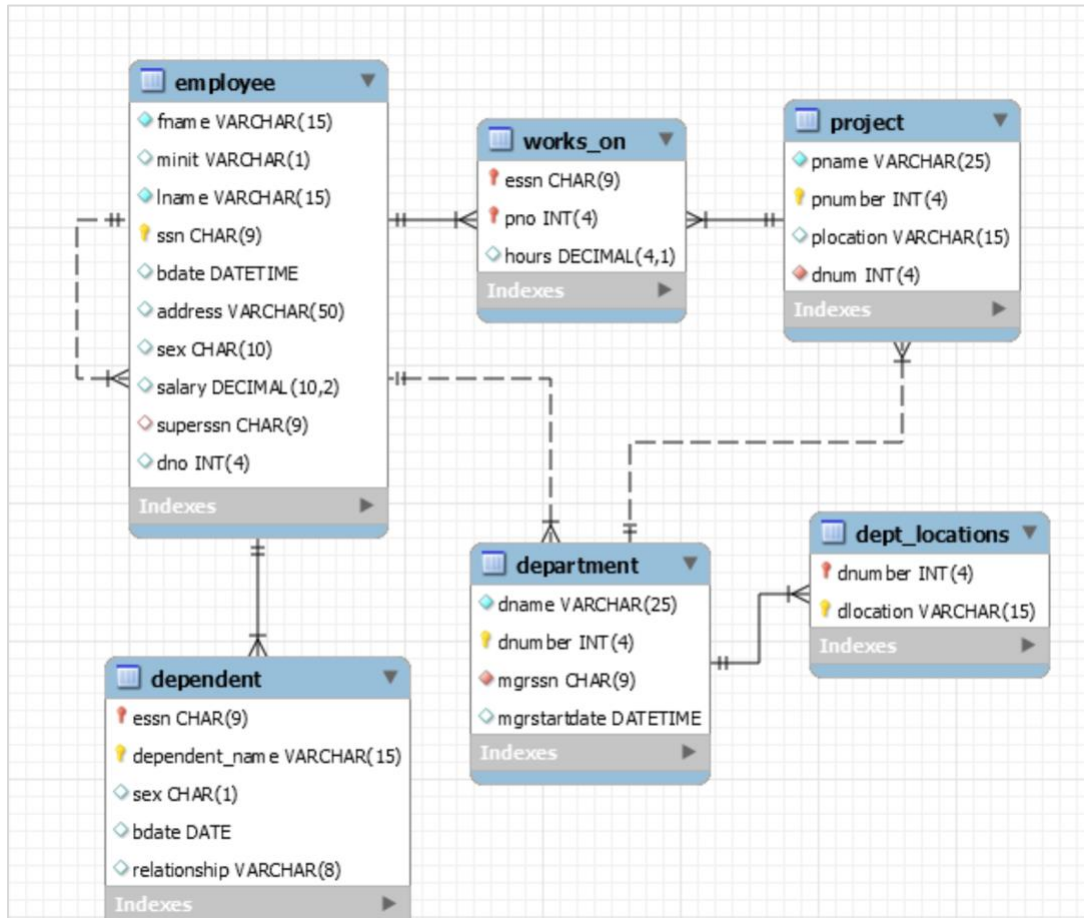 employee
fname VARCHAR(15)
minit VARCHAR(1)
lname VARCHAR(15)
ssn CHAR(9)
bdate DATETIME
address VARCHAR(50)
sex CHAR(10)
salary DECIMAL(10,2)
superssn CHAR(9)
dno INT(4)
Indexes
works_on
essn CHAR(9)
pno INT(4)
hours DECIMAL(4,1)
Indexes
project
pname VARCHAR(25)
pnumber INT(4)
plocation VARCHAR(15)
dnum INT(4)
Indexes
department
dname VARCHAR(25)
dnumber INT(4)
mgrssn CHAR(9)
mgrstartdate DATETIME
Indexes
dept_locations
dnumber INT(4)
dlocation VARCHAR(15)
Indexes
dependent
essn CHAR(9)
dependent_name VARCHAR(15)
sex CHAR(1)
bdate DATE
relationship VARCHAR(8)
Indexes